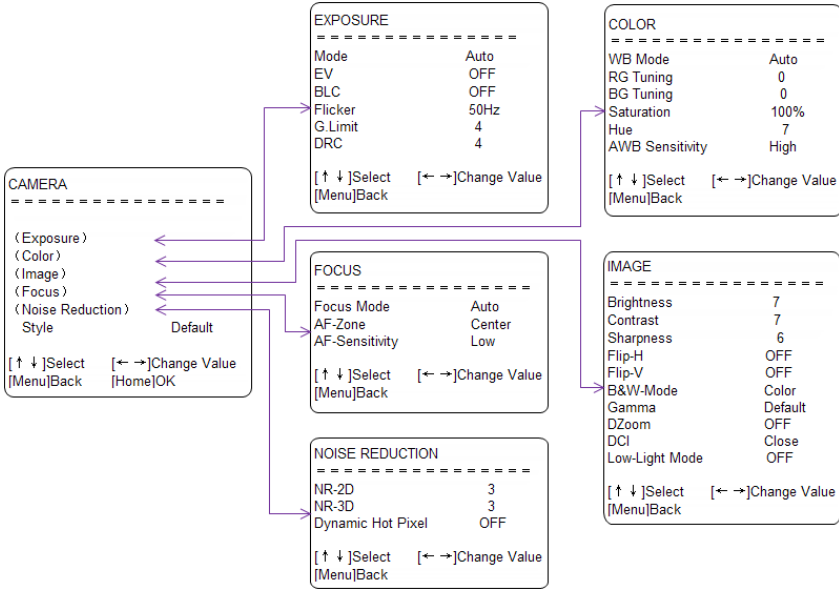 CAMERA
= = = = = = = = = = = = = = = = =
(Exposure)
(Color)
(Image)
(Focus)
(Noise Reduction)
Style Default
[↑ ↓]Select [← →]Change Value
[Menu]Back [Home]OK
EXPOSURE
= = = = = = = = = = = = = = = =
Mode Auto
EV OFF
BLC OFF
Flicker 50Hz
G.Limit 4
DRC 4
[↑ ↓]Select [← →]Change Value
[Menu]Back
COLOR
= = = = = = = = = = = = = = = = =
WB Mode Auto
RG Tuning 0
BG Tuning 0
Saturation 100%
Hue 7
AWB Sensitivity High
[↑ ↓]Select [← →]Change Value
[Menu]Back
FOCUS
= = = = = = = = = = = = = = = = =
Focus Mode Auto
AF-Zone Center
AF-Sensitivity Low
[↑ ↓]Select [← →]Change Value
[Menu]Back
IMAGE
= = = = = = = = = = = = = = = = =
Brightness 7
Contrast 7
Sharpness 6
Flip-H OFF
Flip-V OFF
B&W-Mode Color
Gamma Default
DZoom OFF
DCI Close
Low-Light Mode OFF
[↑ ↓]Select [← →]Change Value
[Menu]Back
NOISE REDUCTION
= = = = = = = = = = = = = = = = =
NR-2D 3
NR-3D 3
Dynamic Hot Pixel OFF
[↑ ↓]Select [← →]Change Value
[Menu]Back